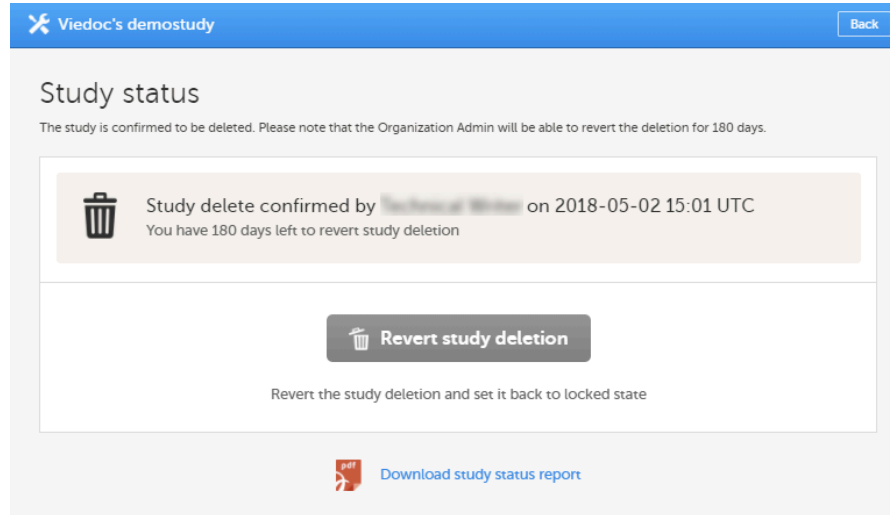 Viedoc's demostudy
Back
Study status
The study is confirmed to be deleted. Please note that the Organization Admin will be able to revert the deletion for 180 days.
Study delete confirmed by on 2018-05-02 15:01 UTC
You have 180 days left to revert study deletion
Revert study deletion
Revert the study deletion and set it back to locked state
pdf
Download study status report